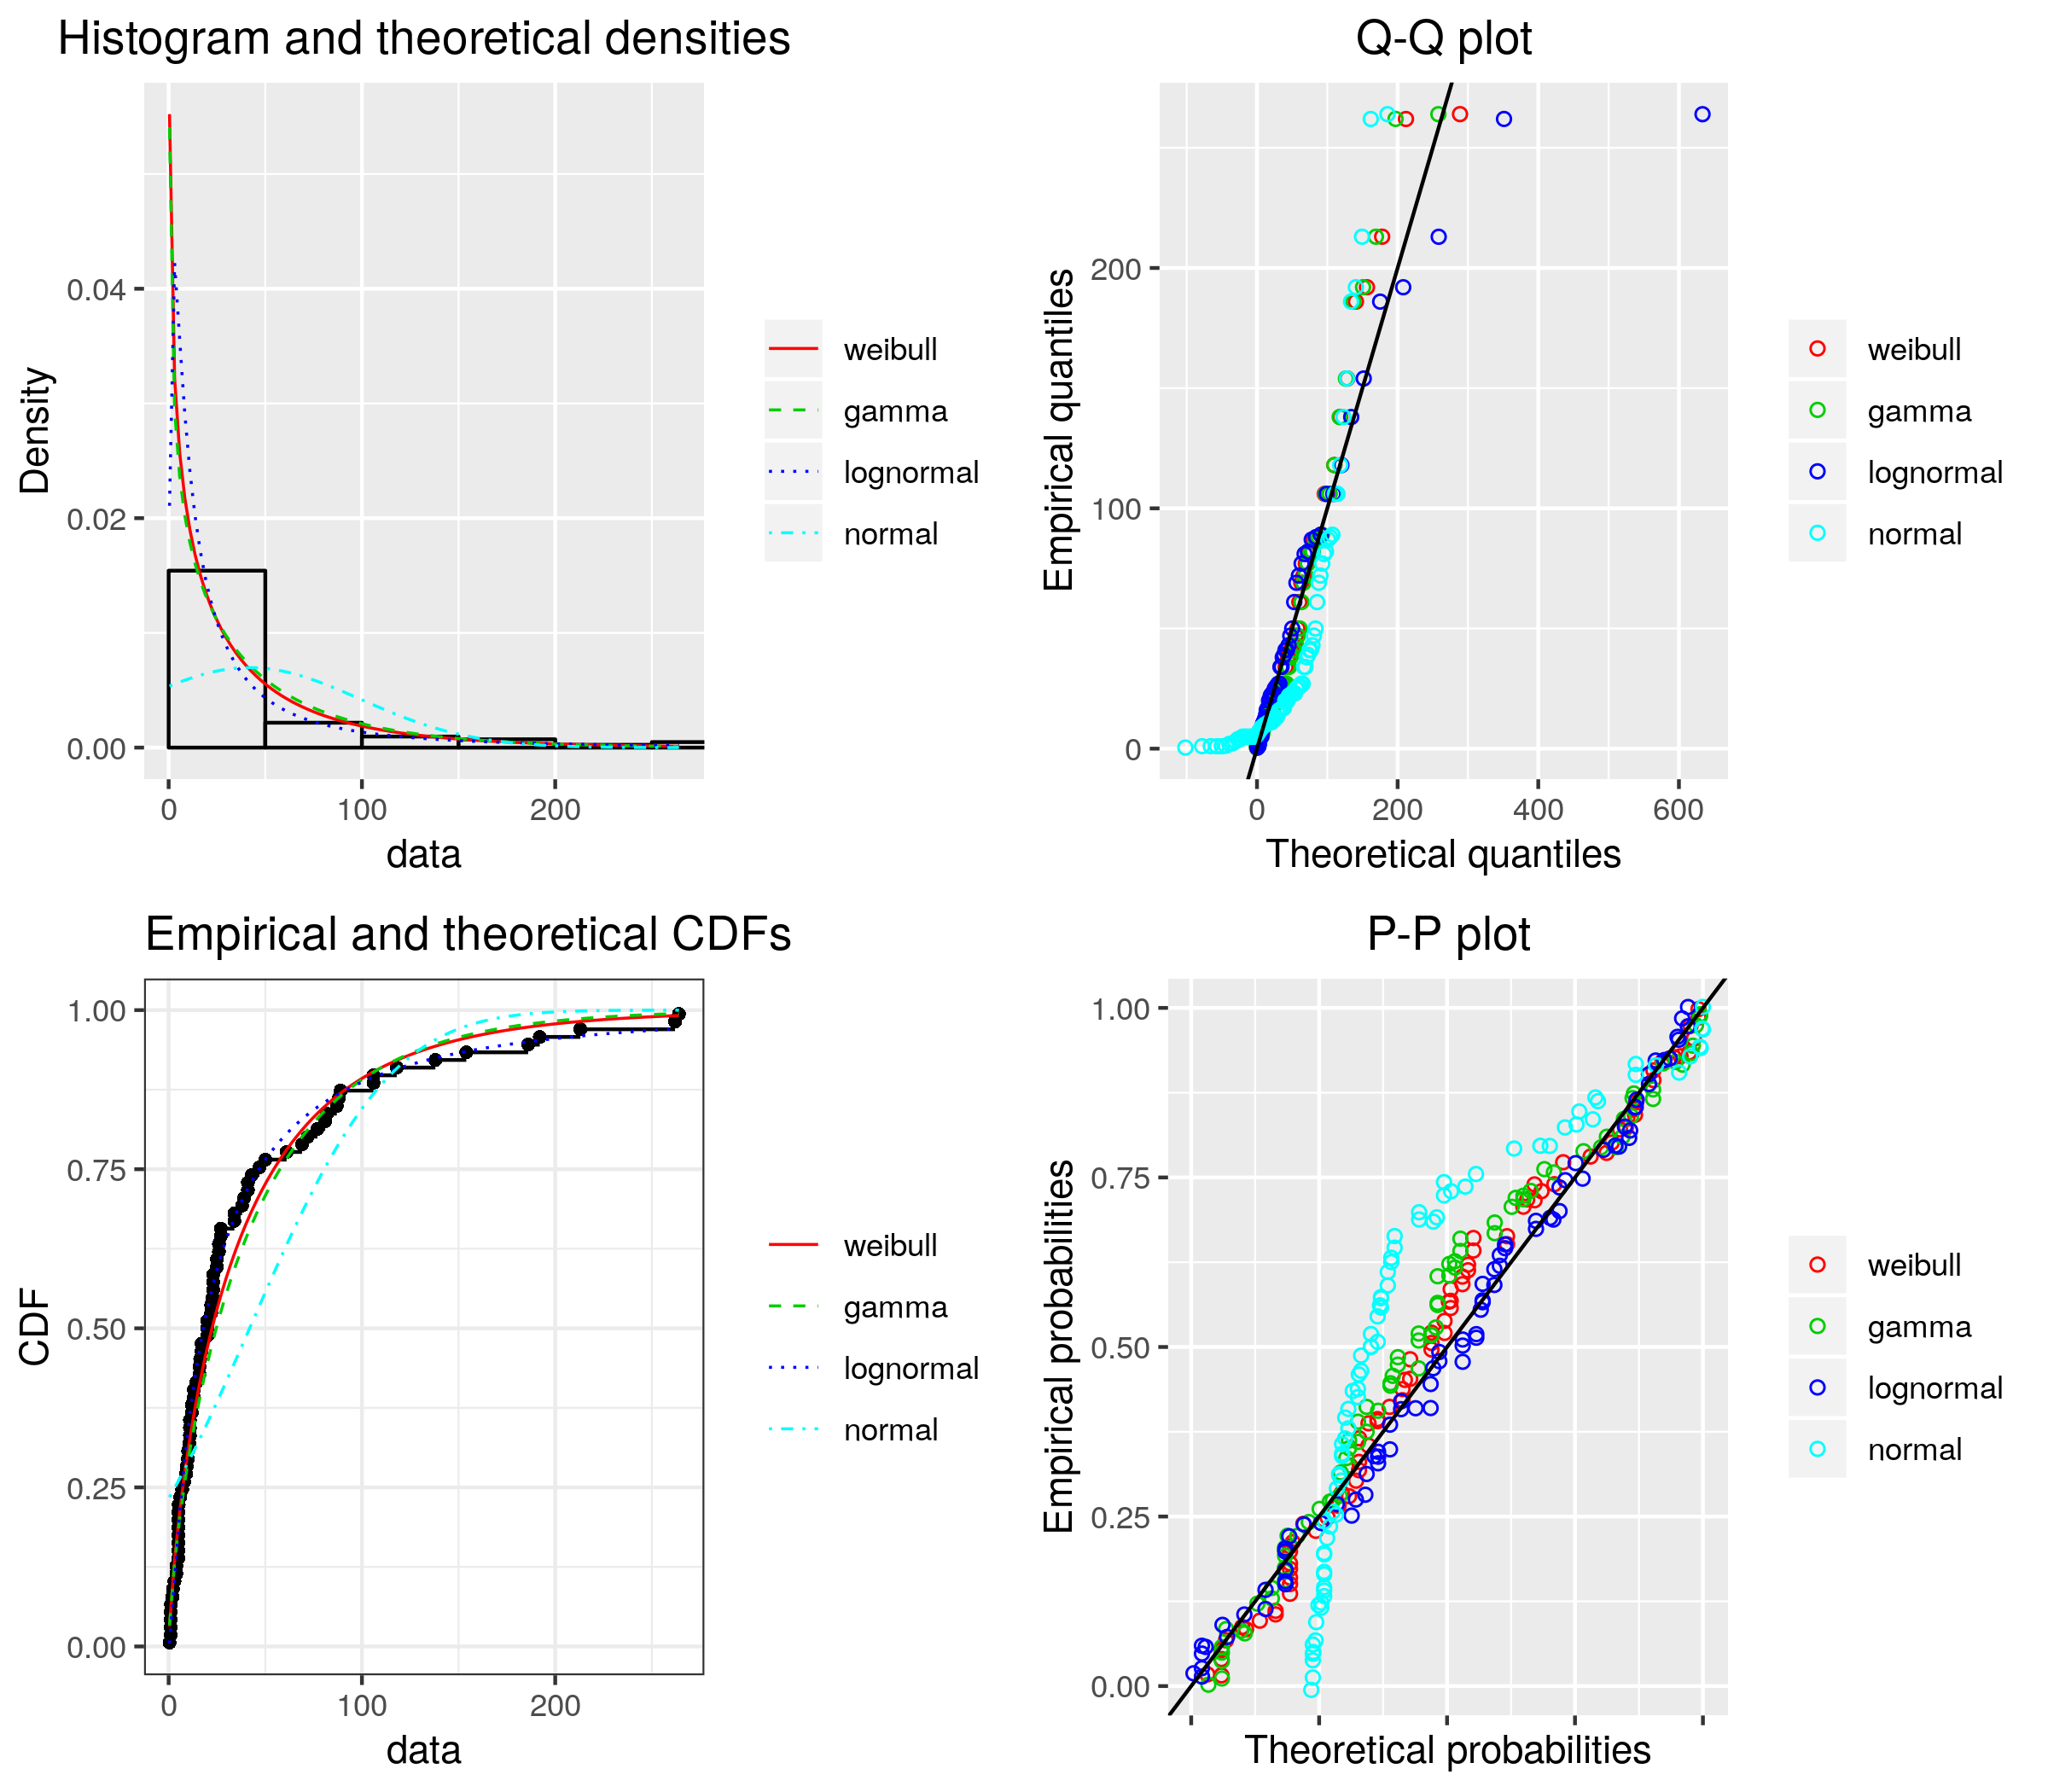 Histogram and theoretical densities
Density
0.04
0.02
0.00
0
100
200
data
weibull
gamma
lognormal
normal
Q-Q plot
Empirical quantiles
200
100
0
0
200
400
600
Theoretical quantiles
weibull
gamma
lognormal
normal
Empirical and theoretical CDFs
CDF
1.00
0.75
0.50
0.25
0.00
0
100
200
data
weibull
gamma
lognormal
normal
P-P plot
Empirical probabilities
1.00
0.75
0.50
0.25
0.00
Theoretical probabilities
weibull
gamma
lognormal
normal